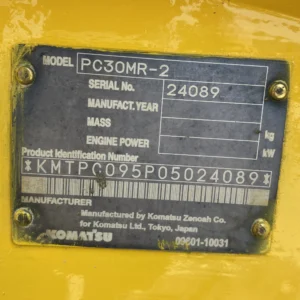 MODEL PC30MR-2
SERIAL No. 24089
MANUFACT. YEAR
MASS kg
ENGINE POWER kW
Product Identification Number
*KMTPC095P05024089*
MANUFACTURER
Manufactured by Komatsu Zenoah Co.
for Komatsu Ltd., Tokyo, Japan
KOMATSU 09601-10031